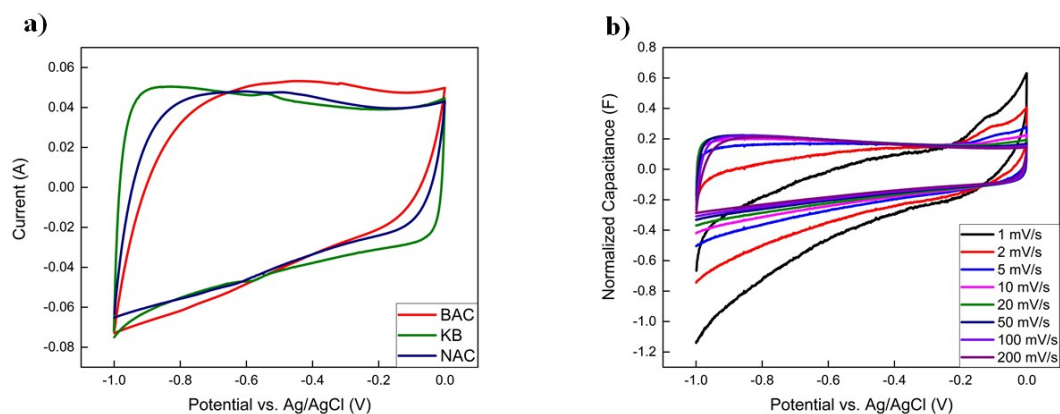 a)
0.06
0.04
0.02
0.00
-0.02
-0.04
-0.06
-0.08
Current (A)
-1.0 -0.8 -0.6 -0.4 -0.2 0.0
Potential vs. Ag/AgCl (V)
BAC
KB
NAC
b)
0.8
0.6
0.4
0.2
0.0
-0.2
-0.4
-0.6
-0.8
-1.0
-1.2
Normalized Capacitance (F)
-1.0 -0.8 -0.6 -0.4 -0.2 0.0
Potential vs. Ag/AgCl (V)
1 mV/s
2 mV/s
5 mV/s
10 mV/s
20 mV/s
50 mV/s
100 mV/s
200 mV/s